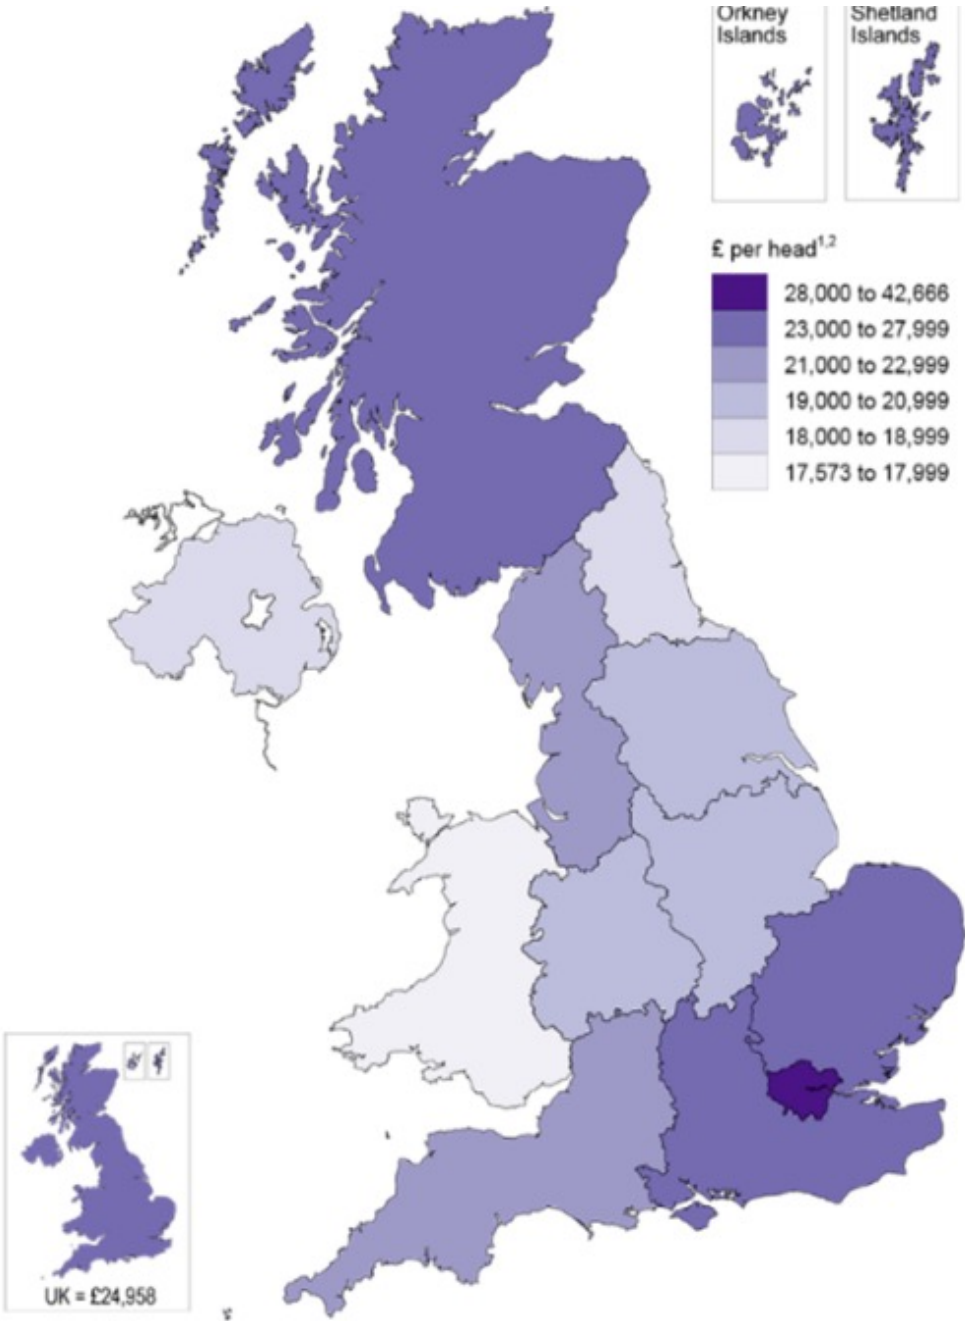 Orkney
Islands
Shetland
Islands
£ per head1,2
28,000 to 42,666
23,000 to 27,999
21,000 to 22,999
19,000 to 20,999
18,000 to 18,999
17,573 to 17,999
UK = £24,958